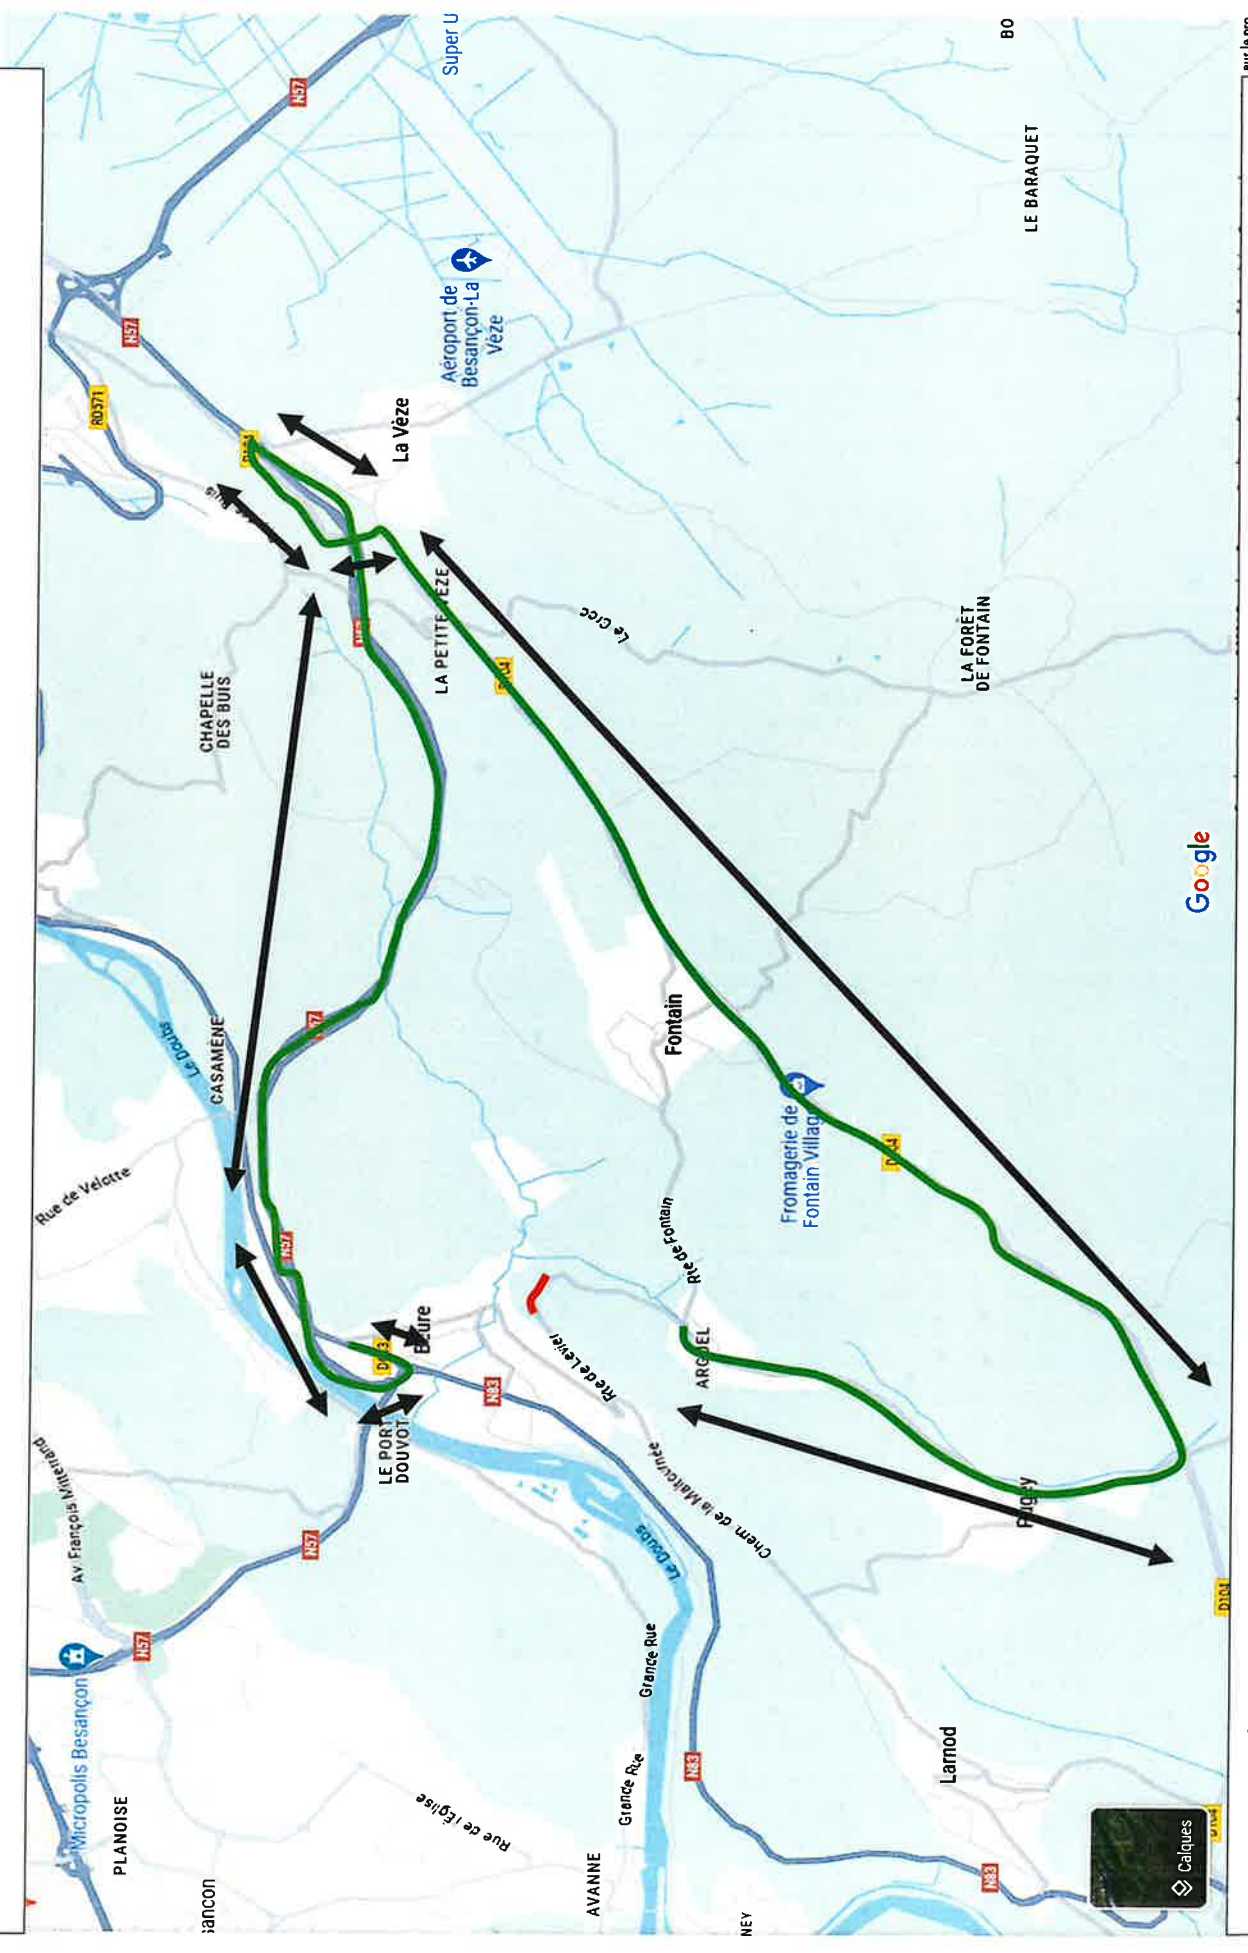 Micropolis Besançon
PLANOISE
Av. François Mitterrand
N57
N57
Rue de Velotte
Le Doubs
CASAMÈNE
CHAPELLE
DES BUIS
RD571
N57
N57
Super U
BO
Aéroport de
Besançon-La
Vèze
La Vèze
LE BARAQUET
LA PETITE VÈZE
Le Crec
LA FORÊT
DE FONTAIN
D104
N57
N57
Beure
LE PORT
DOUVOT
N83
Rte de Levier
Chem. de la Maltournée
ARGUEL
Rte de Fontain
Fontain
Fromagerie de
Fontain Village
D104
Pugey
Le Doubs
Grande Rue
Grande Rue
Rue de l'Église
AVANNE
N83
Larnod
N83
D104
D104
Calques
Google